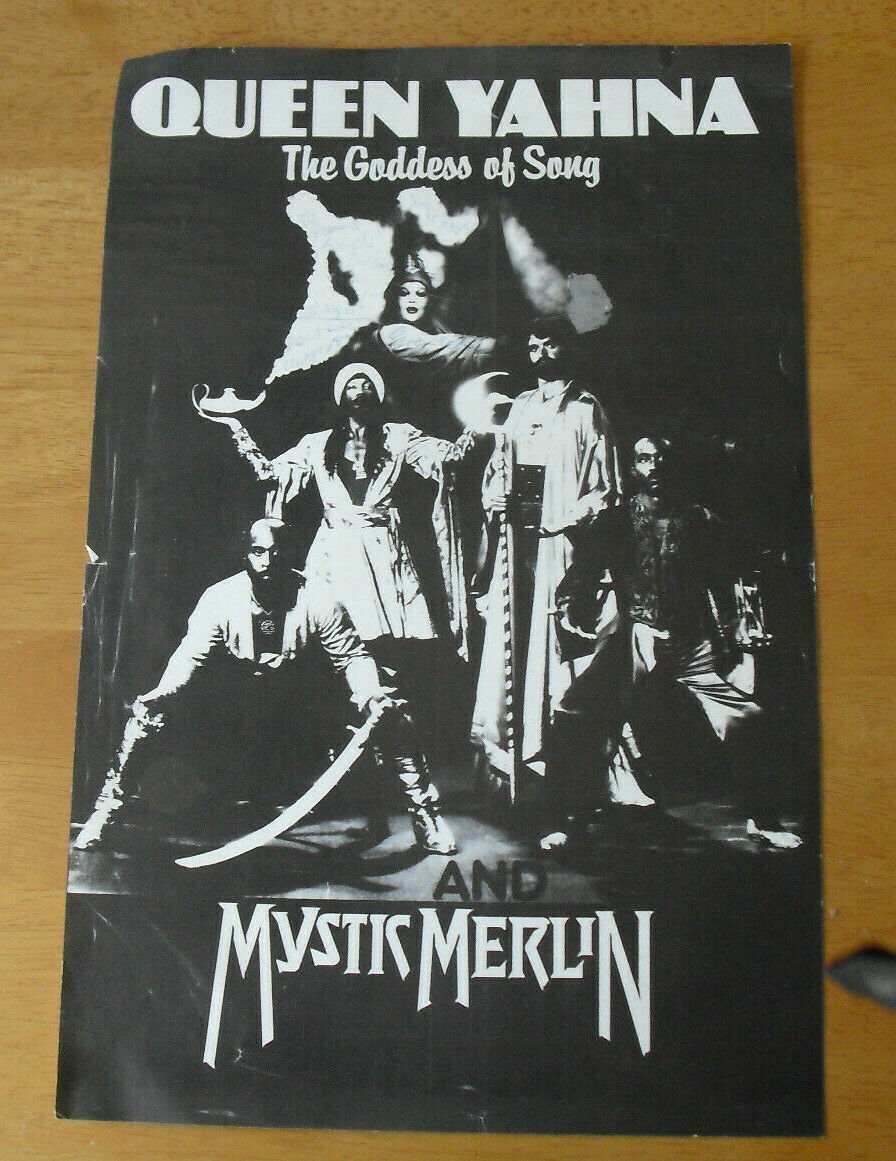 QUEEN YAHNA
The Goddess of Song
AND
MYSTIC MERLIN